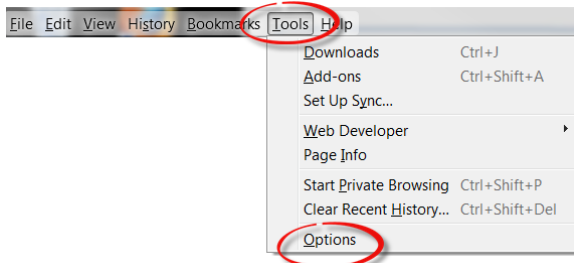 File Edit View History Bookmarks Tools Help
Downloads Ctrl+J
Add-ons Ctrl+Shift+A
Set Up Sync...
Web Developer
Page Info
Start Private Browsing Ctrl+Shift+P
Clear Recent History... Ctrl+Shift+Del
Options